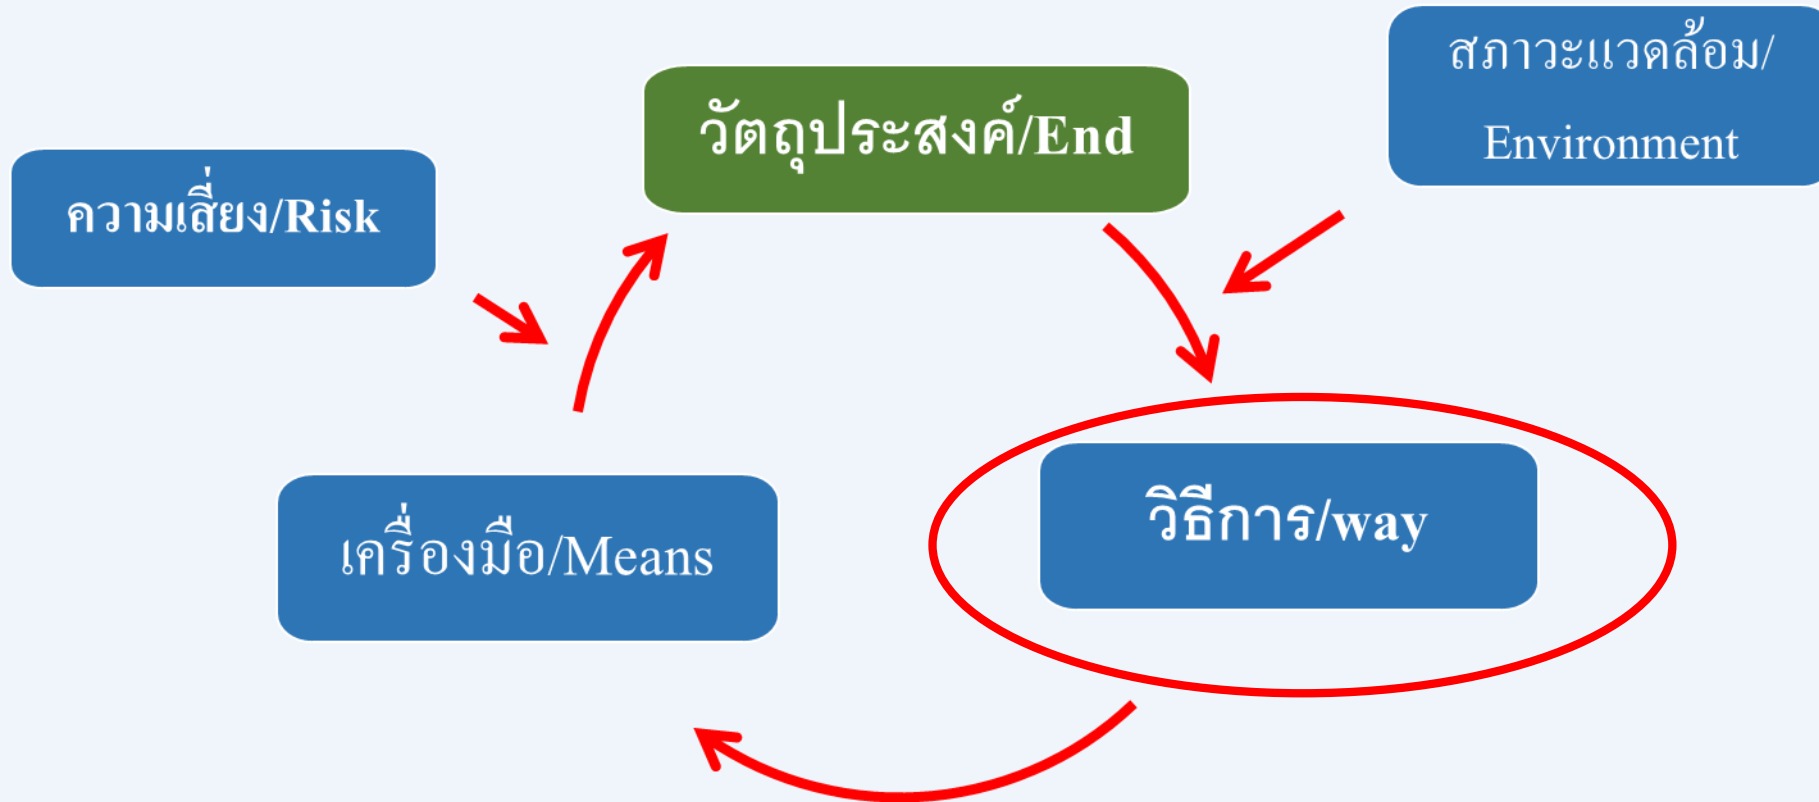 วัตถุประสงค์/End
สภาวะแวดล้อม/
Environment
ความเสี่ยง/Risk
วิธีการ/way
เครื่องมือ/Means